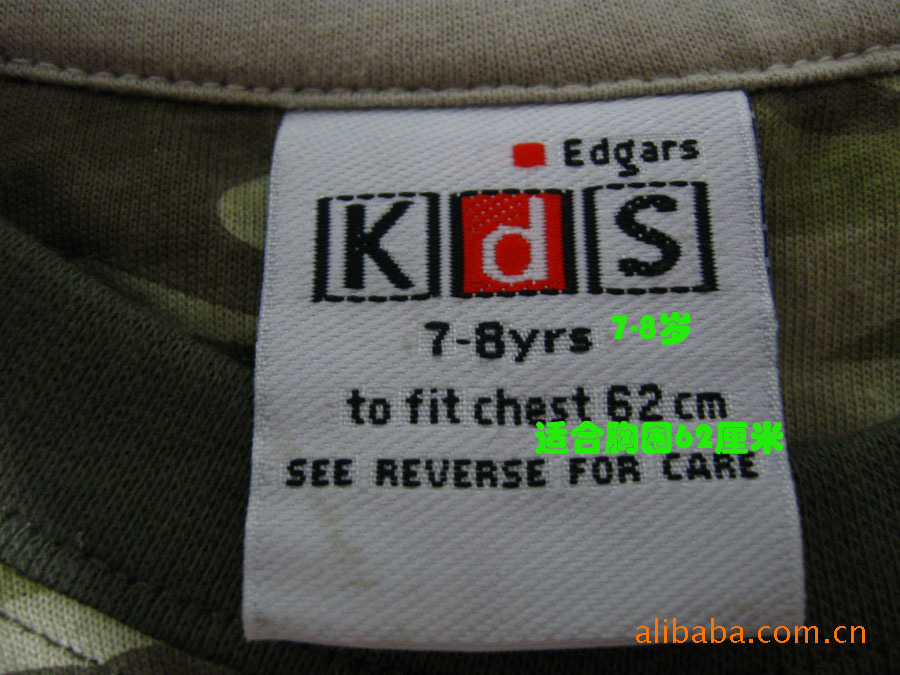 Edgars
KdS
7-8yrs 7-8岁
to fit chest 62 cm
适合胸围62厘米
SEE REVERSE FOR CARE
alibaba.com.cn